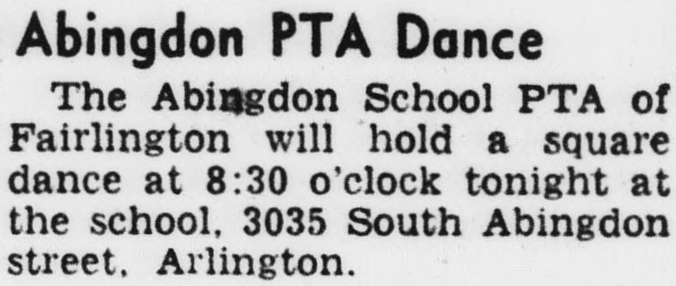 Abingdon PTA Dance
The Abingdon School PTA of
Fairlington will hold a square
dance at 8:30 o'clock tonight at
the school, 3035 South Abingdon
street, Arlington.